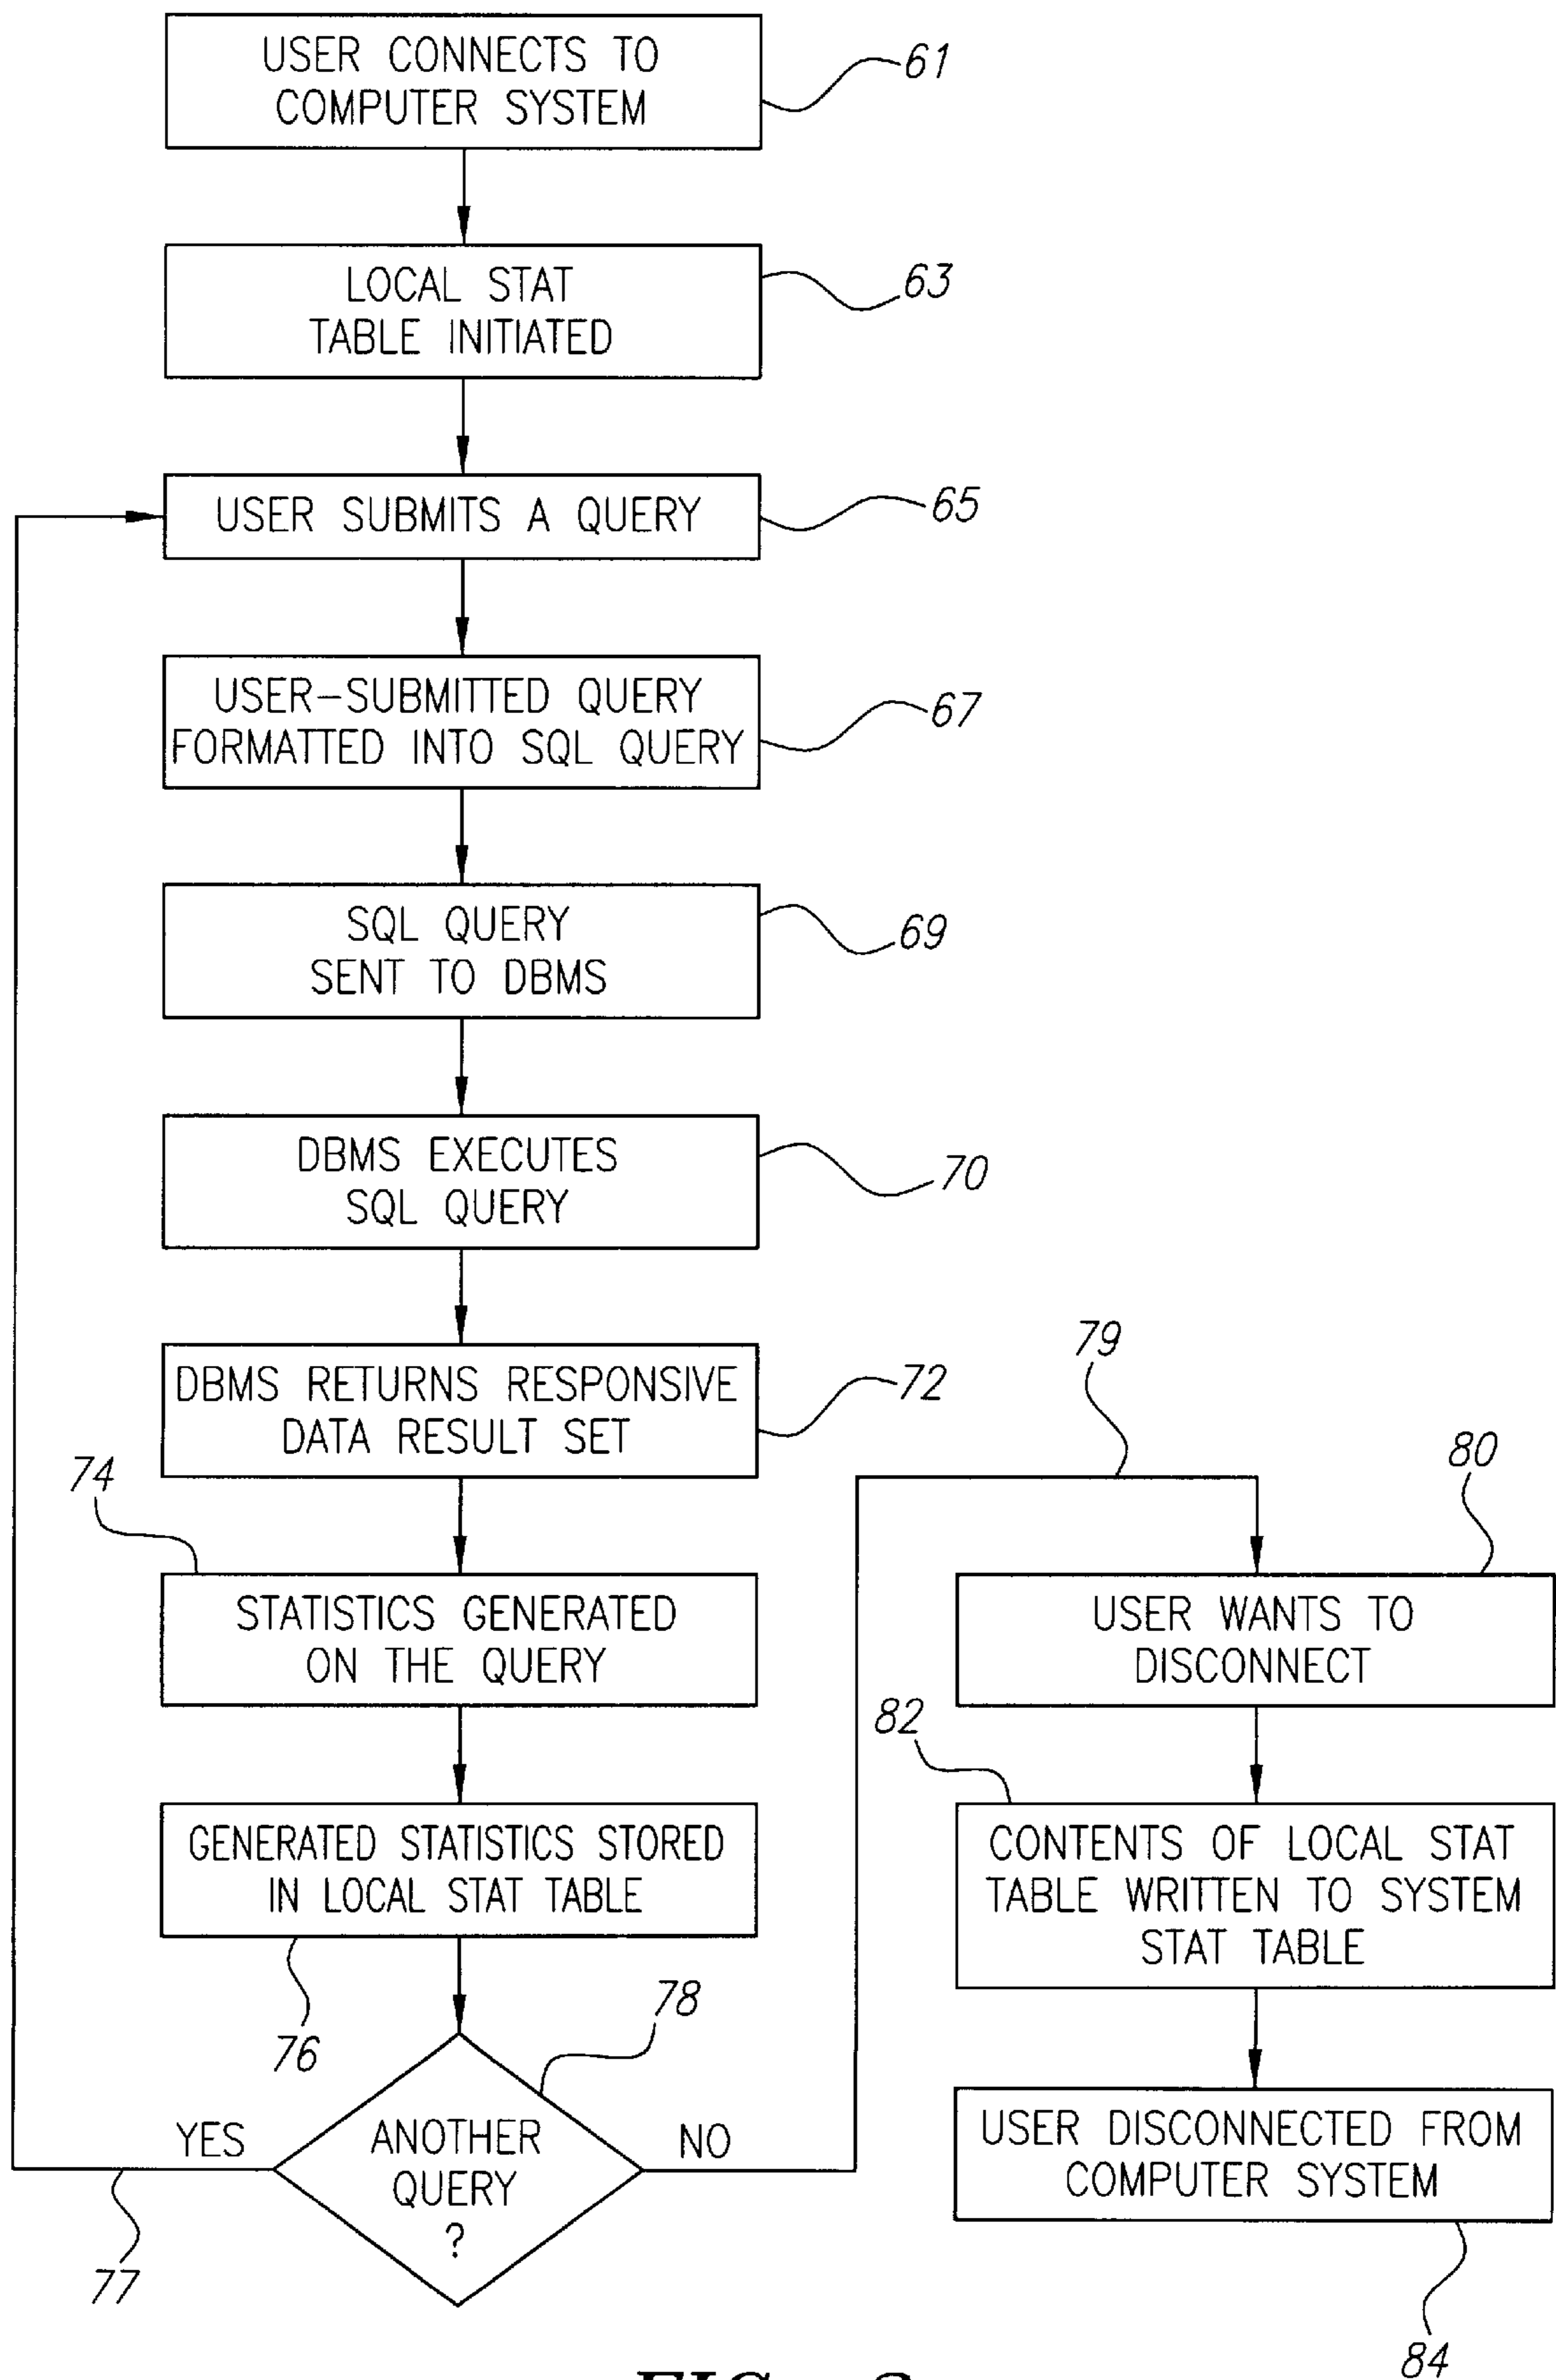 USER CONNECTS TO
COMPUTER SYSTEM
61
LOCAL STAT
TABLE INITIATED
63
USER SUBMITS A QUERY
65
USER-SUBMITTED QUERY
FORMATTED INTO SQL QUERY
67
SQL QUERY
SENT TO DBMS
69
DBMS EXECUTES
SQL QUERY
70
DBMS RETURNS RESPONSIVE
DATA RESULT SET
72
74
STATISTICS GENERATED
ON THE QUERY
GENERATED STATISTICS STORED
IN LOCAL STAT TABLE
76
78
ANOTHER
QUERY
?
YES
77
NO
79
80
USER WANTS TO
DISCONNECT
82
CONTENTS OF LOCAL STAT
TABLE WRITTEN TO SYSTEM
STAT TABLE
USER DISCONNECTED FROM
COMPUTER SYSTEM
84